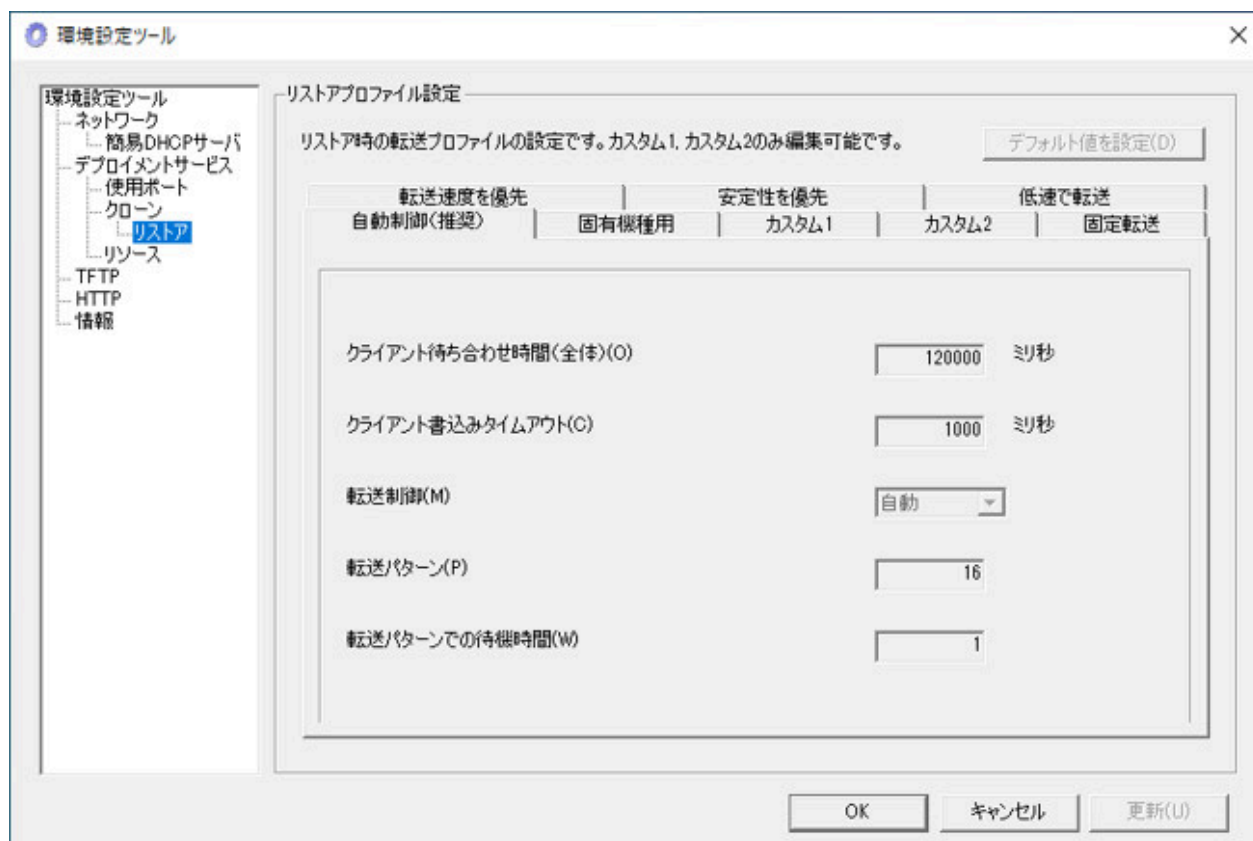 環境設定ツール
環境設定ツール
ネットワーク
簡易DHCPサーバ
デプロイメントサービス
使用ポート
クローン
リストア
リソース
TFTP
HTTP
情報
リストアプロファイル設定
リストア時の転送プロファイルの設定です。カスタム1, カスタム2のみ編集可能です。
デフォルト値を設定(D)
転送速度を優先 安定性を優先 低速で転送
自動制御(推奨) 固有機種用 カスタム1 カスタム2 固定転送
クライアント待ち合わせ時間(全体)(O) 120000 ミリ秒
クライアント書込みタイムアウト(C) 1000 ミリ秒
転送制御(M) 自動
転送パターン(P) 16
転送パターンでの待機時間(W) 1
OK キャンセル 更新(U)